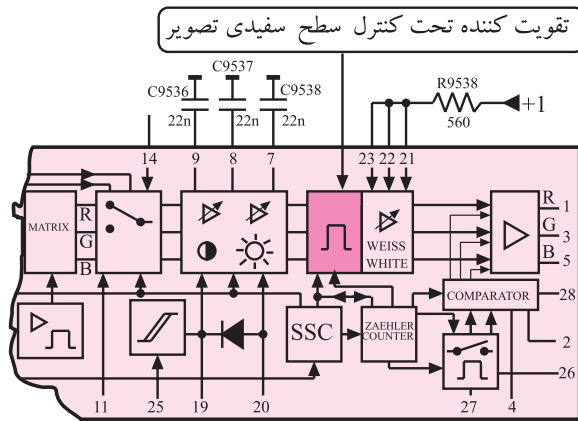 تقویت کننده تحت کنترل سطح سفیدی تصویر
C9536
C9537
C9538
22n
22n
22n
R9538
560
+1
14
9
8
7
23
22
21
MATRIX
R
G
B
WEISS
WHITE
R
1
G
3
B
5
COMPARATOR
28
SSC
ZAEHLER
COUNTER
2
26
11
25
19
20
27
4